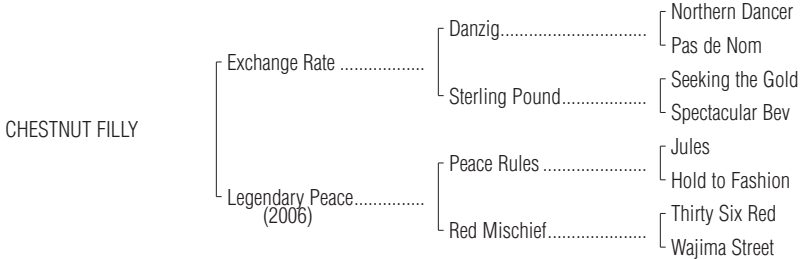 Northern Dancer
Danzig..............................
Pas de Nom
Exchange Rate .................
Seeking the Gold
Sterling Pound.................
Spectacular Bev
CHESTNUT FILLY
Jules
Peace Rules .....................
Hold to Fashion
Legendary Peace..............
(2006)
Thirty Six Red
Red Mischief....................
Wajima Street